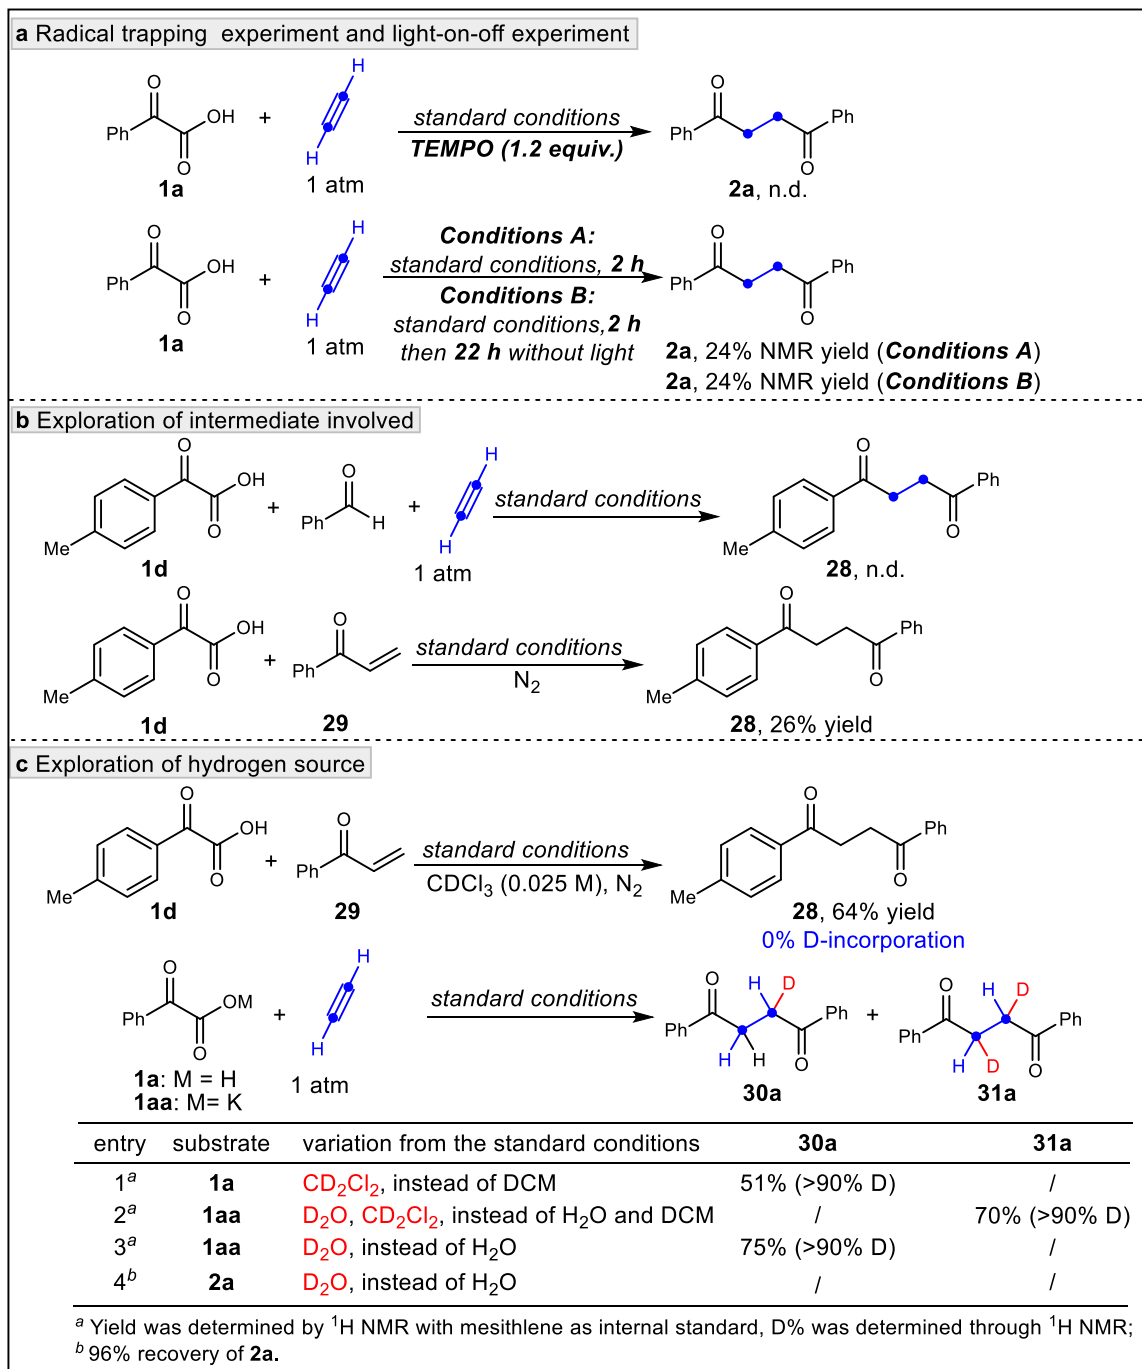 a Radical trapping experiment and light-on-off experiment
O
Ph
OH
O
1a
+
H
H
1 atm
standard conditions
TEMPO (1.2 equiv.)
O
Ph
Ph
O
2a, n.d.
O
Ph
OH
O
1a
+
H
H
1 atm
Conditions A:
standard conditions, 2 h
Conditions B:
standard conditions, 2 h
then 22 h without light
O
Ph
Ph
O
2a, 24% NMR yield (Conditions A)
2a, 24% NMR yield (Conditions B)
b Exploration of intermediate involved
O
OH
O
Me
1d
+
O
Ph
H
+
H
H
1 atm
standard conditions
O
Ph
O
Me
28, n.d.
O
OH
O
Me
1d
+
O
Ph
29
standard conditions
N2
O
Ph
O
Me
28, 26% yield
c Exploration of hydrogen source
O
OH
O
Me
1d
+
O
Ph
29
standard conditions
CDCl3 (0.025 M), N2
O
Ph
O
Me
28, 64% yield
0% D-incorporation
O
Ph
OM
O
1a: M = H
1aa: M= K
+
H
H
1 atm
standard conditions
O
H
D
Ph
Ph
H
H
O
30a
+
O
H
D
Ph
Ph
H
D
O
31a
entry substrate variation from the standard conditions 30a 31a
1a 1a CD2Cl2, instead of DCM 51% (>90% D) /
2a 1aa D2O, CD2Cl2, instead of H2O and DCM / 70% (>90% D)
3a 1aa D2O, instead of H2O 75% (>90% D) /
4b 2a D2O, instead of H2O / /
a Yield was determined by 1H NMR with mesithlene as internal standard, D% was determined through 1H NMR;
b 96% recovery of 2a.